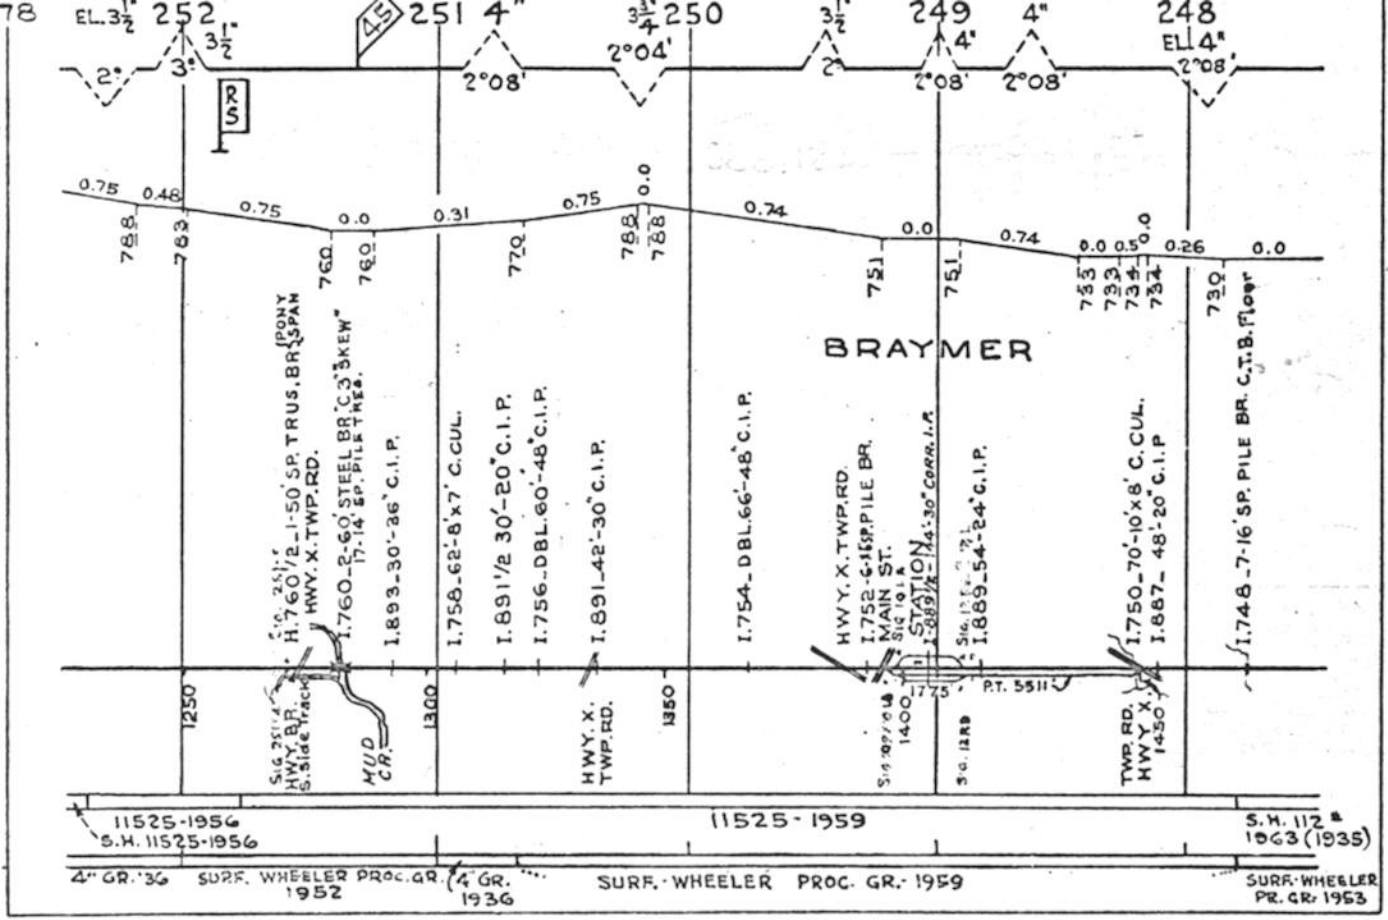 78 EL. 3½" 252 3½" 45 251 4" 3¾" 250 3½" 249 4" 4" 248 EL. 4"
2° 3° 2°08' 2°04' 2° 2°08' 2°08' 2°08'
R
S
0.75 0.48 0.75 0.0 0.31 0.75 0.0 0.74 0.0 0.74 0.0 0.5 0.0 0.26 0.0
788 783 760 760 770 788 788 751 751 733 733 734 734 730
BRAYMER
H.760½-1-50' SP. TRUS. BR. (PONY SPAN
HWY. X. TWP. RD.
I.760-2-60' STEEL BR. C. 3' SKEW"
17-14' SP. PILE TRES.
I.893-30'-36" C.I.P.
I.758-62'-8'x7' C. CUL.
I.891½ 30'-20" C.I.P.
I.756-DBL. 60'-48" C.I.P.
I.891-42'-30" C.I.P.
I.754-DBL. 66'-48" C.I.P.
HWY. X. TWP. RD.
I.752-6-16 SP. PILE BR.
MAIN ST.
STATION
I.889½-144'-30" CORR. I.P.
I.889-54'-24" C.I.P.
I.750-70'-10'x8' C. CUL.
I.887-48'-20" C.I.P
I.748-7-16' SP. PILE BR. C.T.B. Floor
1250 1300 1350 1400 1775 P.T. 5511 1450
HWY. BR.
S. Side Track
MUD
CR.
HWY. X.
TWP. RD.
SIG. 12RD
TWP. RD.
HWY X.
11525-1956
S.H. 11525-1956
11525-1959
S.H. 112#
1963 (1935)
4" GR. '36
SURF. WHEELER PROC. GR.
1952
(4" GR.
1936
SURF.-WHEELER PROC. GR.-1959
SURF.-WHEELER
PR. GR. 1953